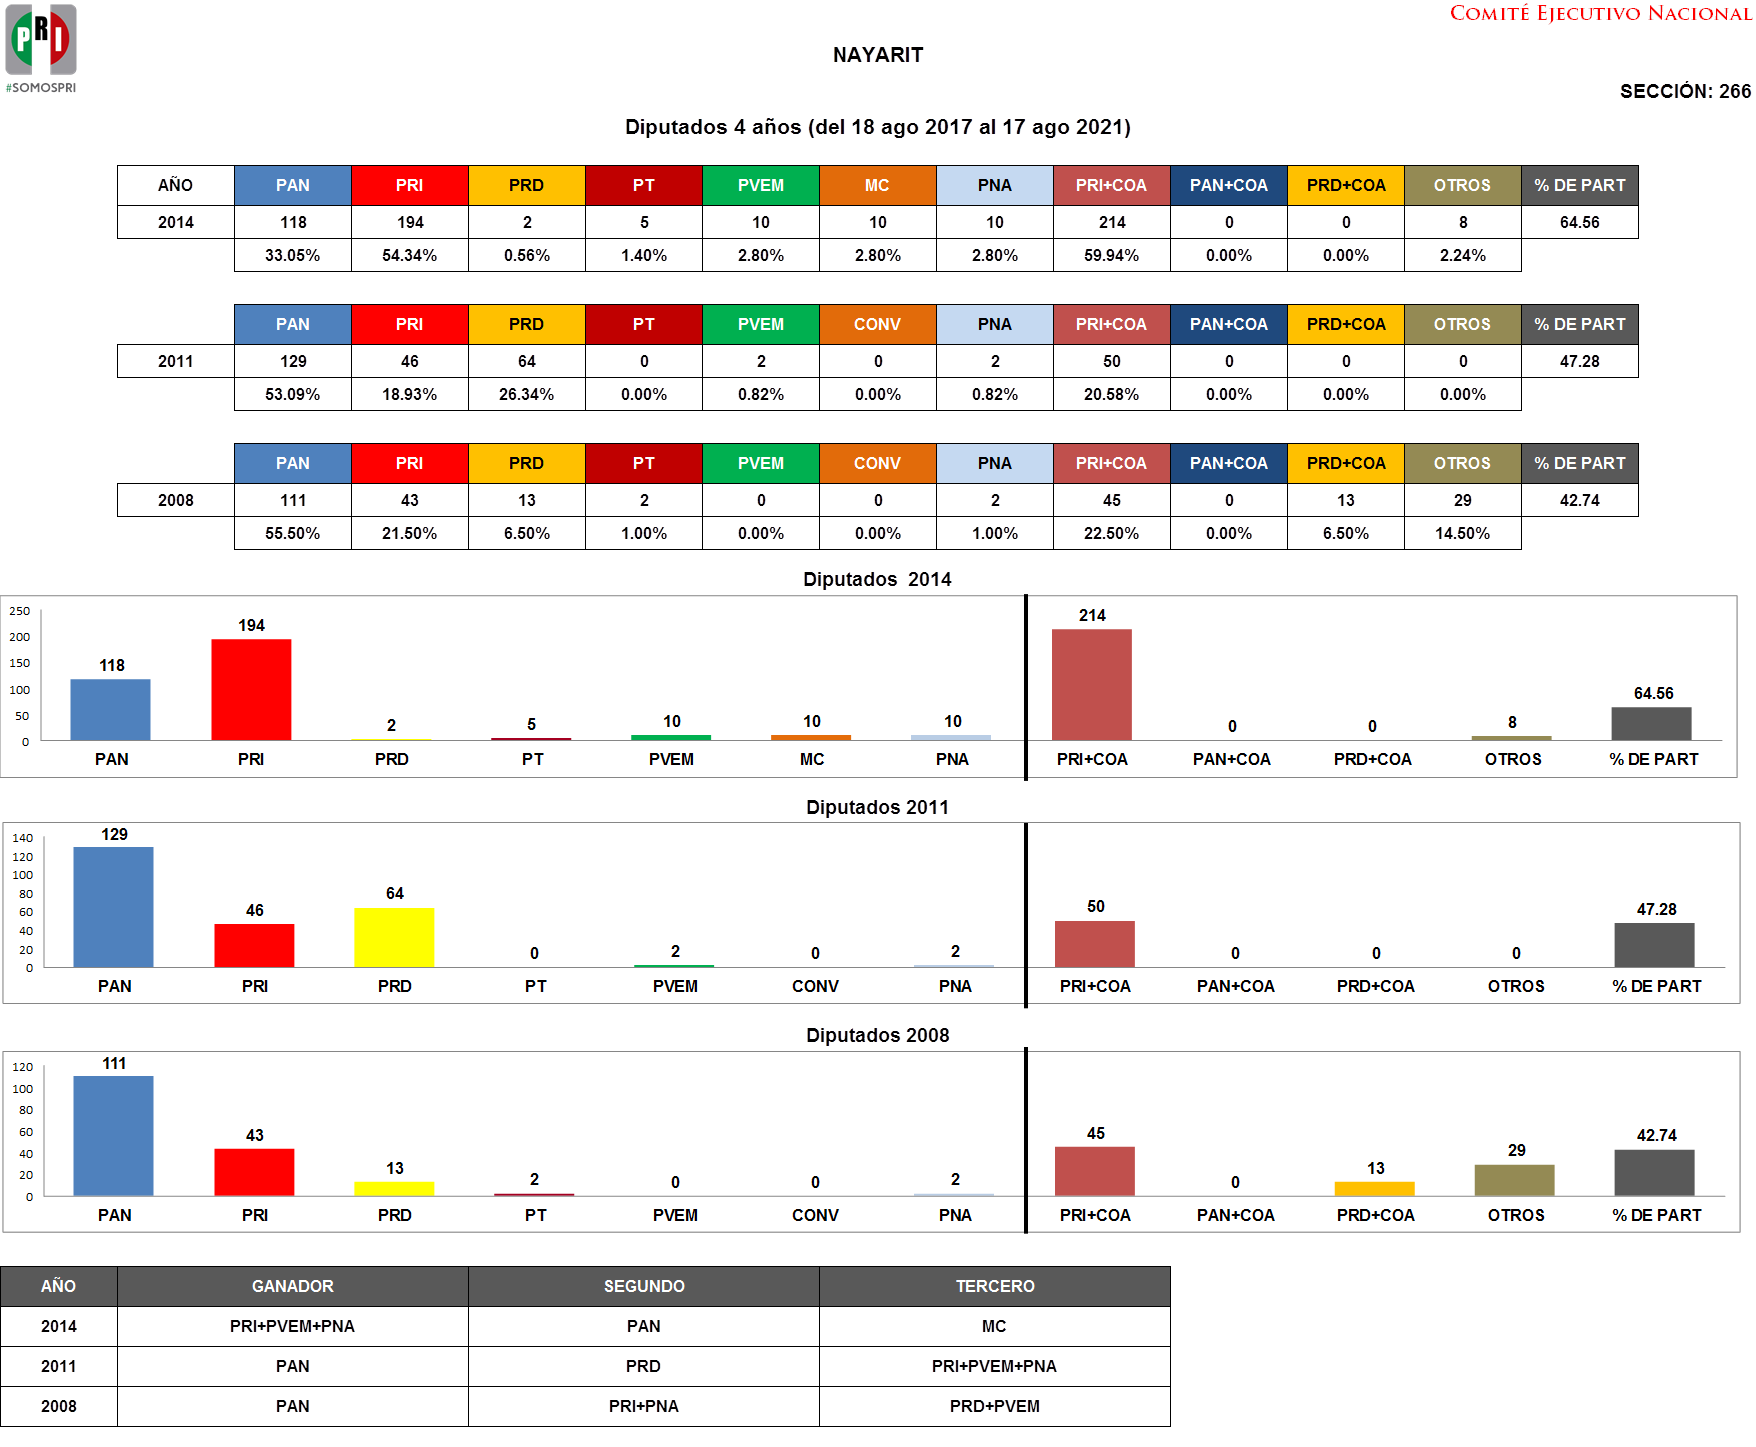 PRI
#SOMOSPRI
COMITÉ EJECUTIVO NACIONAL
NAYARIT
SECCIÓN: 266
Diputados 4 años (del 18 ago 2017 al 17 ago 2021)
AÑO PAN PRI PRD PT PVEM MC PNA PRI+COA PAN+COA PRD+COA OTROS % DE PART
2014 118 194 2 5 10 10 10 214 0 0 8 64.56
33.05% 54.34% 0.56% 1.40% 2.80% 2.80% 2.80% 59.94% 0.00% 0.00% 2.24%
PAN PRI PRD PT PVEM CONV PNA PRI+COA PAN+COA PRD+COA OTROS % DE PART
2011 129 46 64 0 2 0 2 50 0 0 0 47.28
53.09% 18.93% 26.34% 0.00% 0.82% 0.00% 0.82% 20.58% 0.00% 0.00% 0.00%
PAN PRI PRD PT PVEM CONV PNA PRI+COA PAN+COA PRD+COA OTROS % DE PART
2008 111 43 13 2 0 0 2 45 0 13 29 42.74
55.50% 21.50% 6.50% 1.00% 0.00% 0.00% 1.00% 22.50% 0.00% 6.50% 14.50%
Diputados 2014
250
200
150
100
50
0
118 194 2 5 10 10 10 214 0 0 8 64.56
PAN PRI PRD PT PVEM MC PNA PRI+COA PAN+COA PRD+COA OTROS % DE PART
Diputados 2011
140
120
100
80
60
40
20
0
129 46 64 0 2 0 2 50 0 0 0 47.28
PAN PRI PRD PT PVEM CONV PNA PRI+COA PAN+COA PRD+COA OTROS % DE PART
Diputados 2008
120
100
80
60
40
20
0
111 43 13 2 0 0 2 45 0 13 29 42.74
PAN PRI PRD PT PVEM CONV PNA PRI+COA PAN+COA PRD+COA OTROS % DE PART
AÑO GANADOR SEGUNDO TERCERO
2014 PRI+PVEM+PNA PAN MC
2011 PAN PRD PRI+PVEM+PNA
2008 PAN PRI+PNA PRD+PVEM